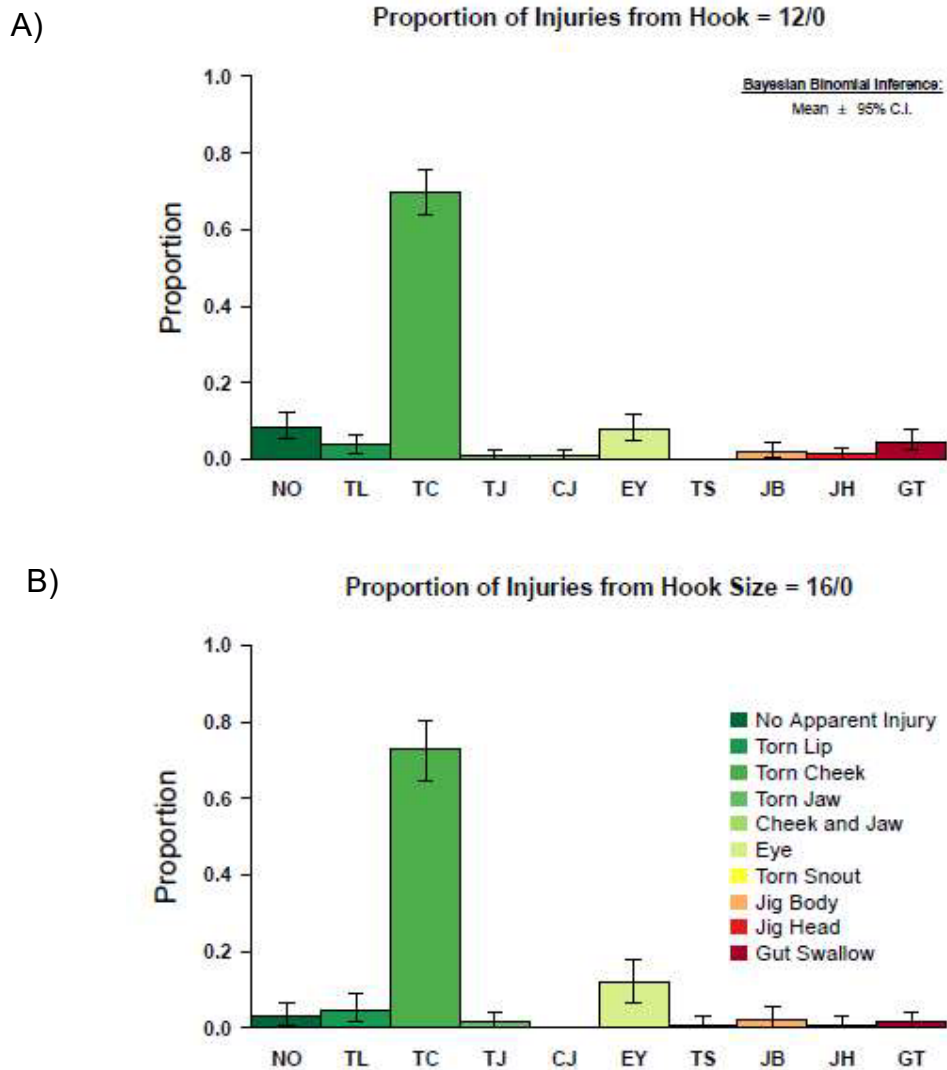 A)
Proportion of Injuries from Hook = 12/0
Bayesian Binomial Inference:
Mean ± 95% C.I.
Proportion
1.0
0.8
0.6
0.4
0.2
0.0
NO TL TC TJ CJ EY TS JB JH GT
B)
Proportion of Injuries from Hook Size = 16/0
Proportion
1.0
0.8
0.6
0.4
0.2
0.0
No Apparent Injury
Torn Lip
Torn Cheek
Torn Jaw
Cheek and Jaw
Eye
Torn Snout
Jig Body
Jig Head
Gut Swallow
NO TL TC TJ CJ EY TS JB JH GT